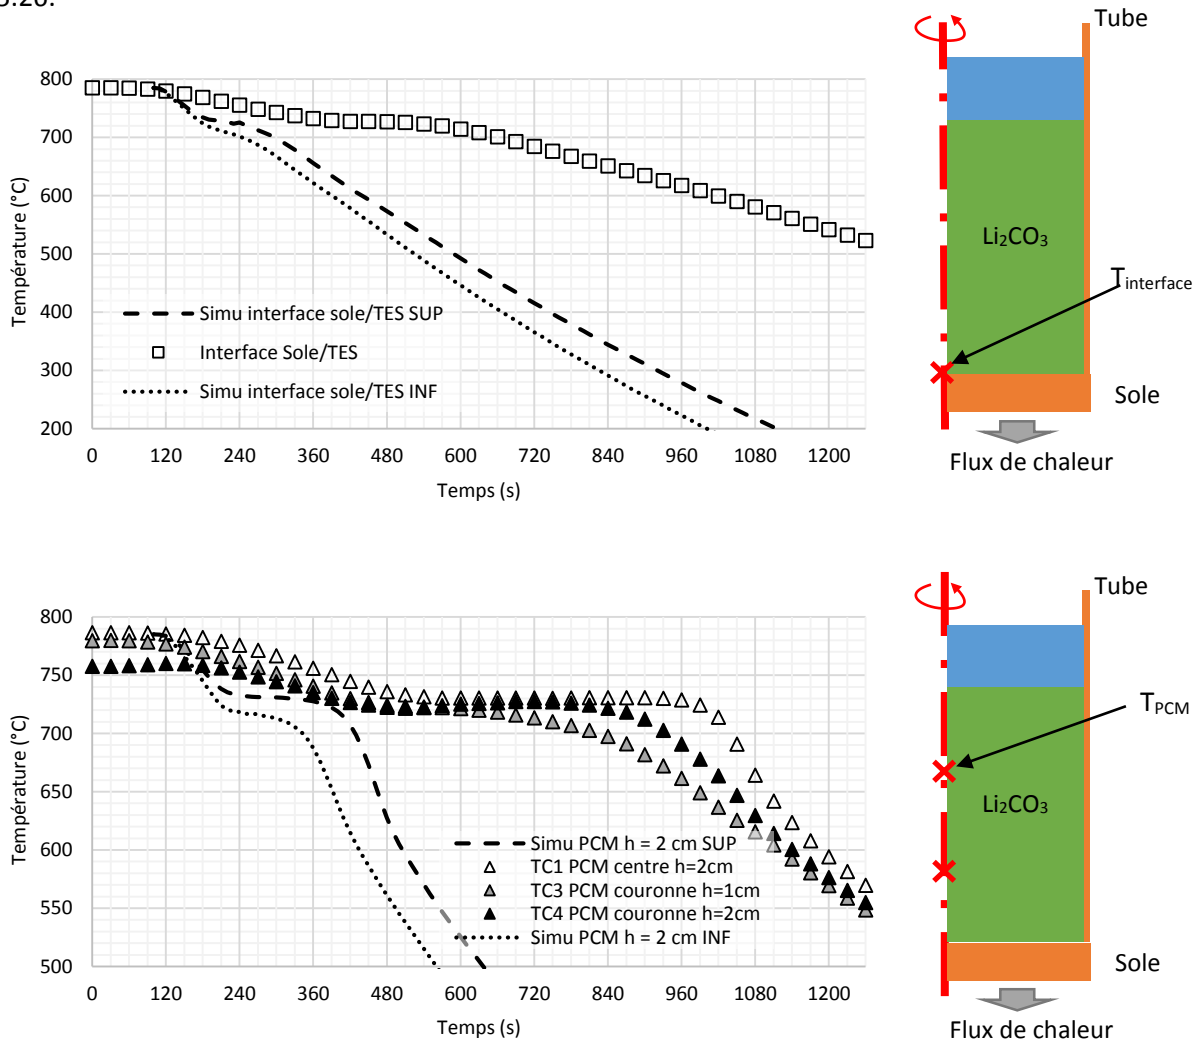 Tube
800
700
600
500
400
300
200
Température (°C)
Simu interface sole/TES SUP
Interface Sole/TES
Simu interface sole/TES INF
0 120 240 360 480 600 720 840 960 1080 1200
Temps (s)
Li₂CO₃
T interface
Sole
Flux de chaleur
800
750
700
650
600
550
500
Température (°C)
Simu PCM h = 2 cm SUP
TC1 PCM centre h=2cm
TC3 PCM couronne h=1cm
TC4 PCM couronne h=2cm
Simu PCM h = 2 cm INF
0 120 240 360 480 600 720 840 960 1080 1200
Temps (s)
Tube
T PCM
Li₂CO₃
Sole
Flux de chaleur